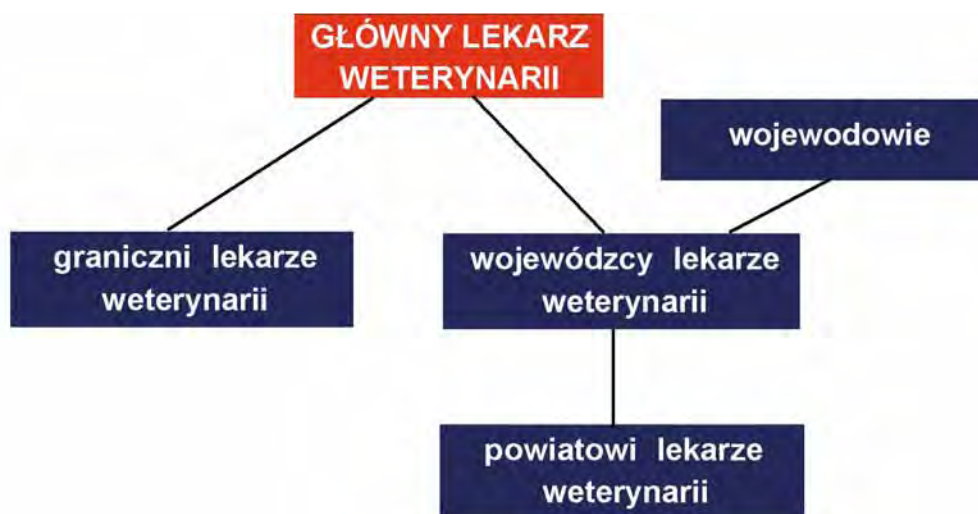 GŁÓWNY LEKARZ
WETERYNARII
wojewodowie
graniczni lekarze
weterynarii
wojewódzcy lekarze
weterynarii
powiatowi lekarze
weterynarii